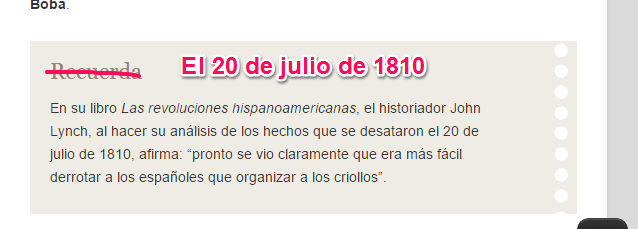 Boba.
Recuerda El 20 de julio de 1810
En su libro Las revoluciones hispanoamericanas, el historiador John
Lynch, al hacer su análisis de los hechos que se desataron el 20 de
julio de 1810, afirma: “pronto se vio claramente que era más fácil
derrotar a los españoles que organizar a los criollos”.